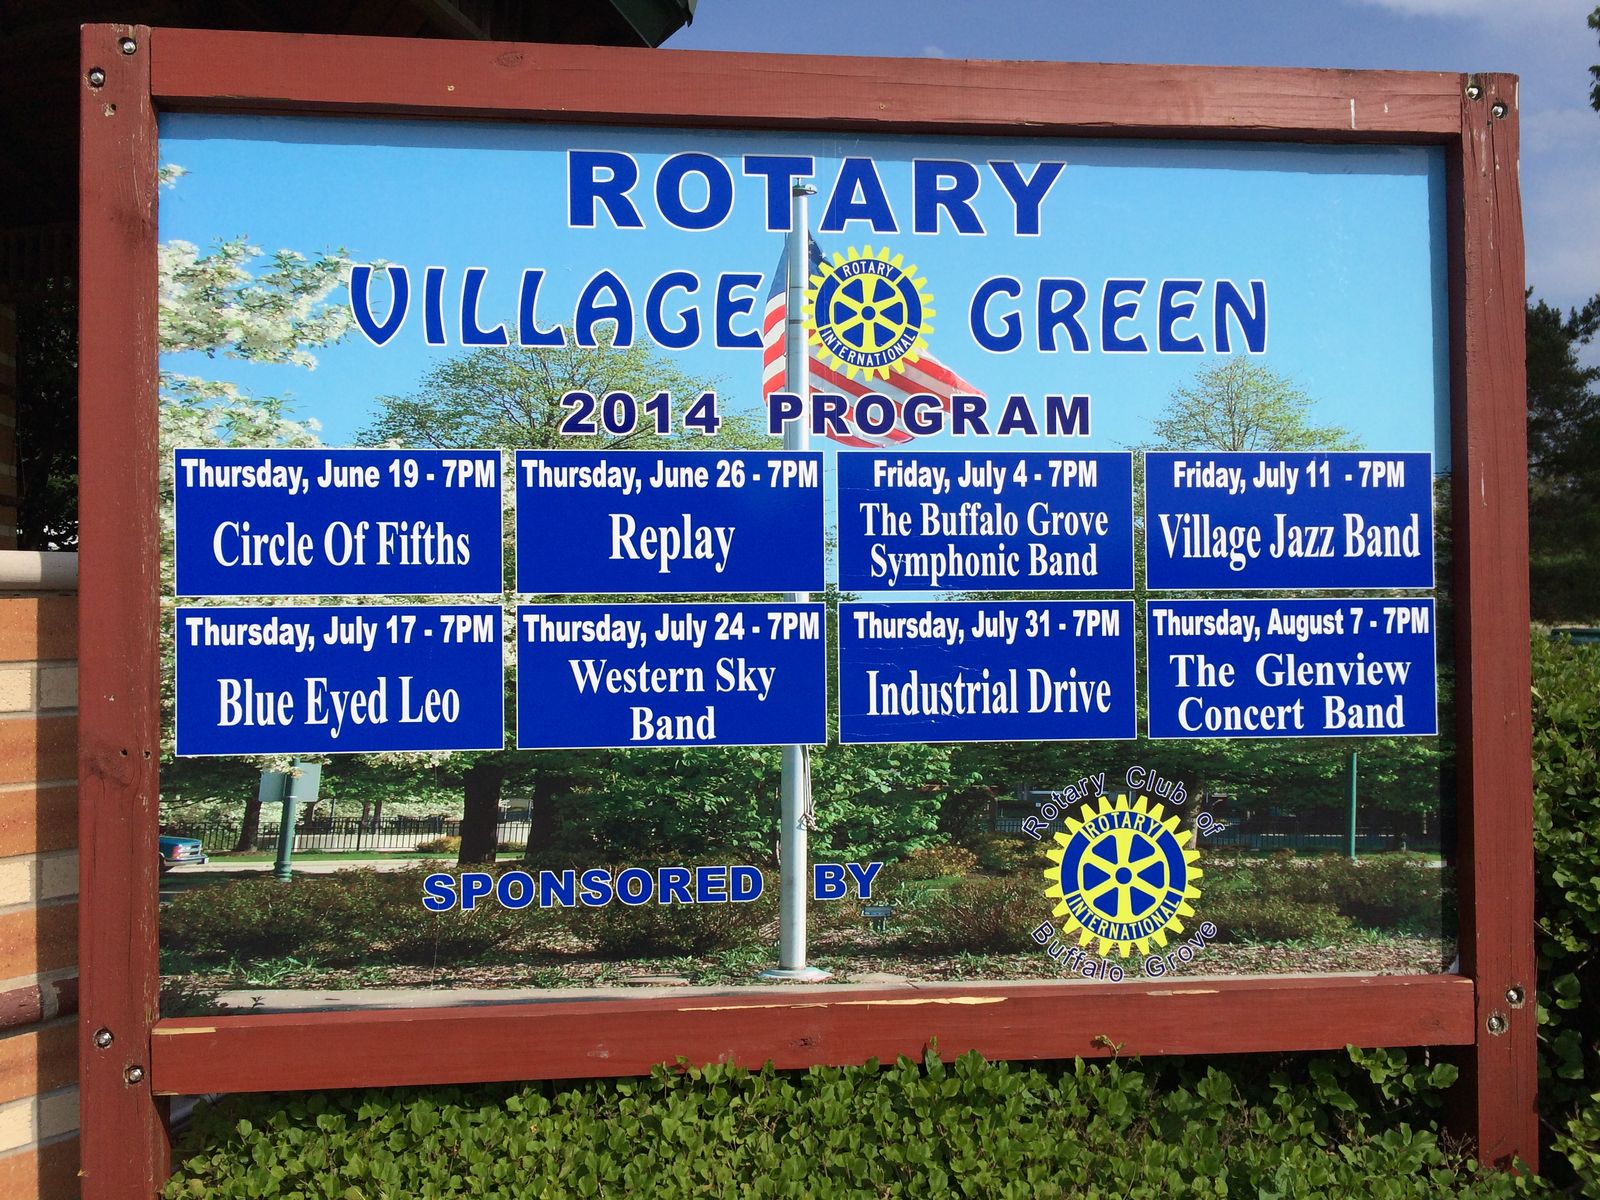 ROTARY
VILLAGE GREEN
ROTARY
INTERNATIONAL
2014 PROGRAM
Thursday, June 19 - 7PM
Circle Of Fifths
Thursday, June 26 - 7PM
Replay
Friday, July 4 - 7PM
The Buffalo Grove
Symphonic Band
Friday, July 11 - 7PM
Village Jazz Band
Thursday, July 17 - 7PM
Blue Eyed Leo
Thursday, July 24 - 7PM
Western Sky
Band
Thursday, July 31 - 7PM
Industrial Drive
Thursday, August 7 - 7PM
The Glenview
Concert Band
SPONSORED BY
Rotary Club of
ROTARY
INTERNATIONAL
Buffalo Grove